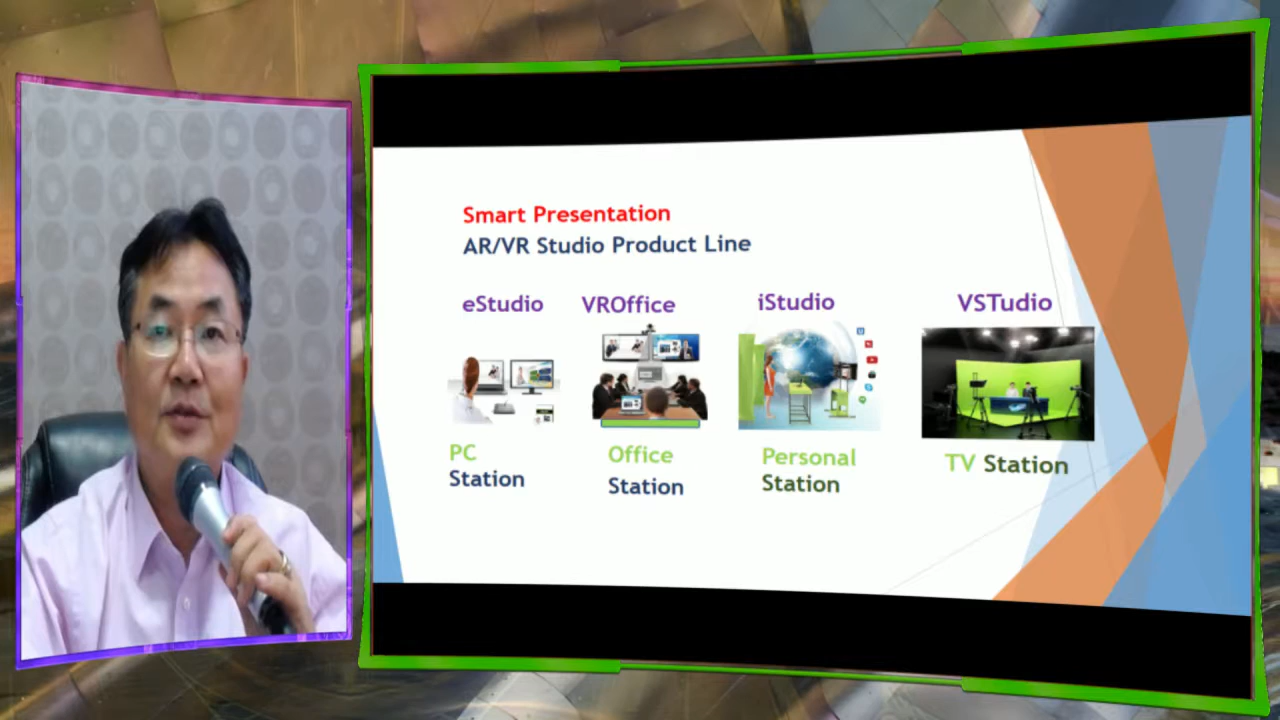 Smart Presentation
AR/VR Studio Product Line
eStudio VROffice iStudio VSTudio
PC Station
Office Station
Personal Station
TV Station